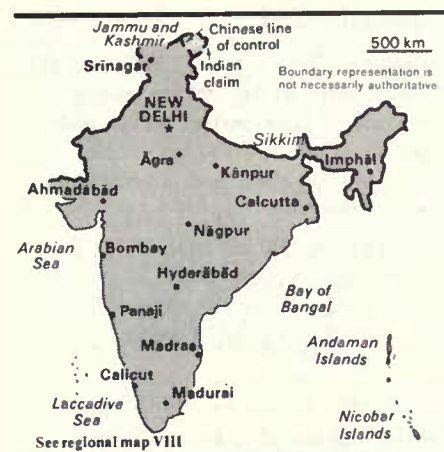 Jammu and
Kashmir
Chinese line
of control
500 km
Srīnagar
Indian
claim
Boundary representation is
not necessarily authoritative
NEW
DELHI
Sikkim
Imphāl
Āgra
Kānpur
Ahmadābād
Calcutta
Nāgpur
Arabian
Sea
Bombay
Hyderābād
Bay of
Bangal
Panaji
Madras
Andaman
Islands
Calicut
Laccadive
Sea
Madurai
Nicobar
Islands
See regional map VIII